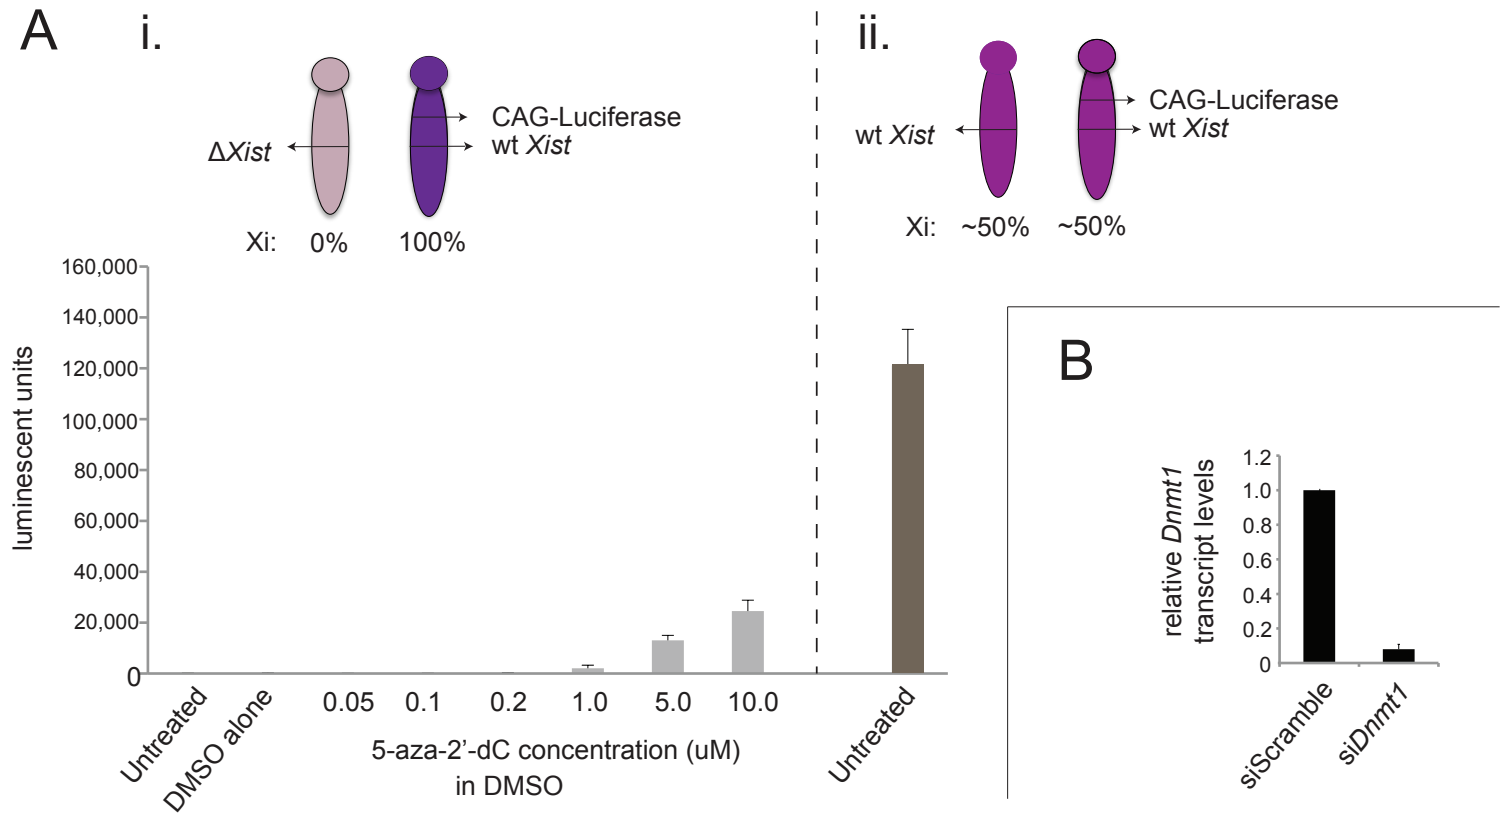 A
i.
ΔXist
CAG-Luciferase
wt Xist
Xi: 0% 100%
ii.
wt Xist
CAG-Luciferase
wt Xist
Xi: ~50% ~50%
luminescent units
160,000
140,000
120,000
100,000
80,000
60,000
40,000
20,000
0
Untreated
DMSO alone
0.05 0.1 0.2 1.0 5.0 10.0
5-aza-2’-dC concentration (uM)
in DMSO
Untreated
B
relative Dnmt1
transcript levels
1.2
1.0
0.8
0.6
0.4
0.2
0
siScramble
siDnmt1